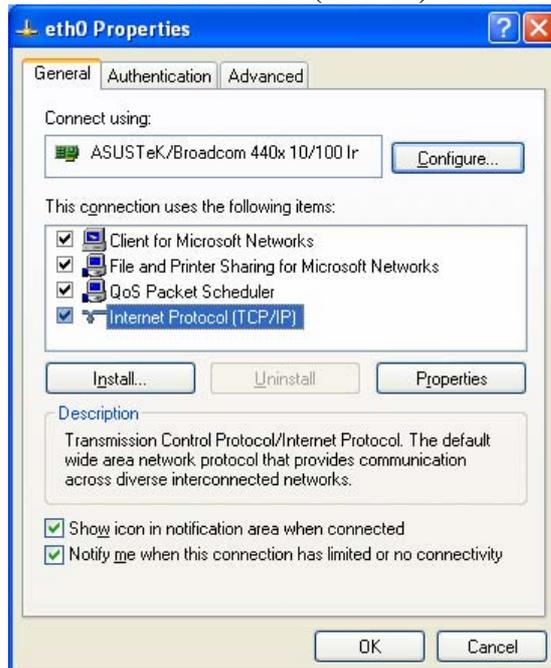 eth0 Properties
General Authentication Advanced
Connect using:
ASUSTeK/Broadcom 440x 10/100 Ir
Configure...
This connection uses the following items:
Client for Microsoft Networks
File and Printer Sharing for Microsoft Networks
QoS Packet Scheduler
Internet Protocol (TCP/IP)
Install... Uninstall Properties
Description
Transmission Control Protocol/Internet Protocol. The default
wide area network protocol that provides communication
across diverse interconnected networks.
Show icon in notification area when connected
Notify me when this connection has limited or no connectivity
OK Cancel